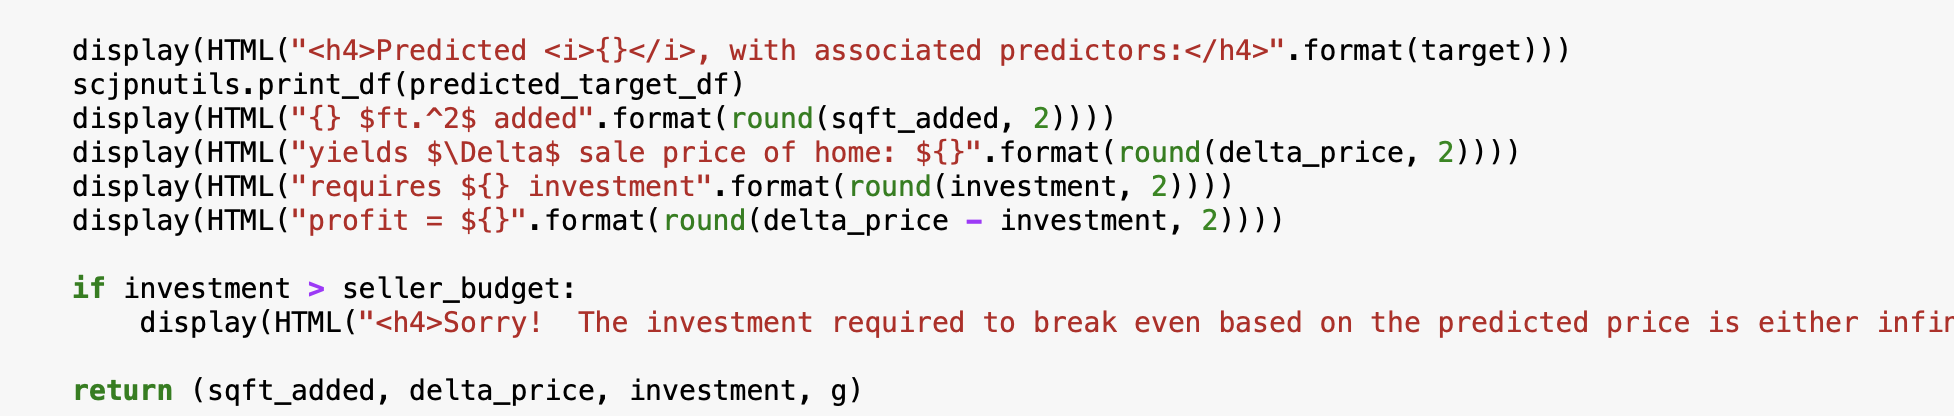 display(HTML("<h4>Predicted <i>{}</i>, with associated predictors:</h4>".format(target)))
scjpnutils.print_df(predicted_target_df)
display(HTML("{} $ft.^2$ added".format(round(sqft_added, 2))))
display(HTML("yields $\Delta$ sale price of home: ${}".format(round(delta_price, 2))))
display(HTML("requires ${} investment".format(round(investment, 2))))
display(HTML("profit = ${}".format(round(delta_price - investment, 2))))
if investment > seller_budget:
    display(HTML("<h4>Sorry!  The investment required to break even based on the predicted price is either
return (sqft_added, delta_price, investment, g)